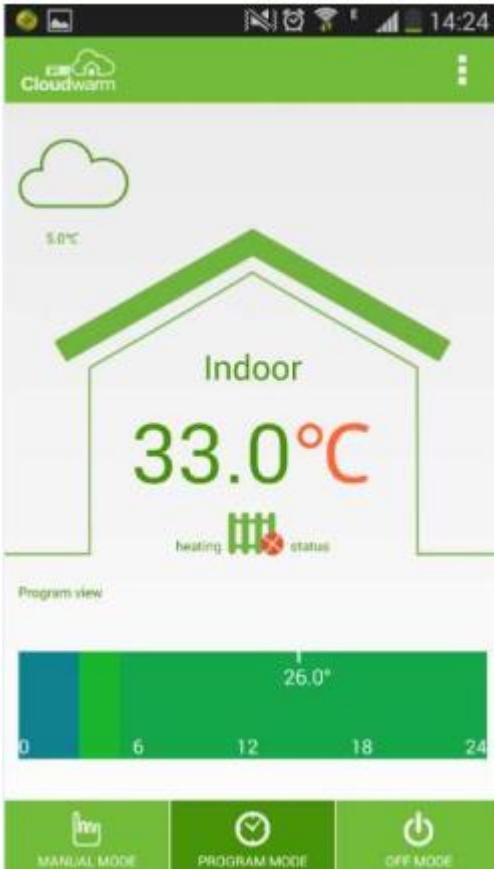 E 14:24
Cloudwarm
5.0°C
Indoor
33.0°C
heating status
Program view
26.0°
0 6 12 18 24
MANUAL MODE PROGRAM MODE OFF MODE